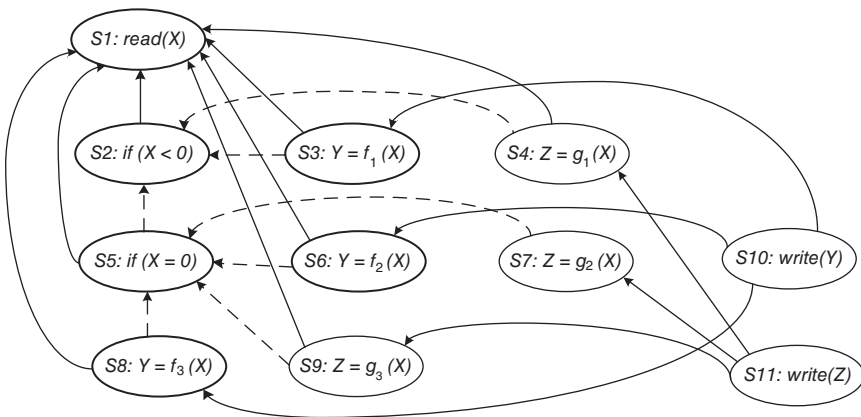 S1: read(X)
S2: if (X < 0)
S3: Y = f₁ (X)
S4: Z = g₁ (X)
S5: if (X = 0)
S6: Y = f₂ (X)
S7: Z = g₂ (X)
S10: write(Y)
S8: Y = f₃ (X)
S9: Z = g₃ (X)
S11: write(Z)